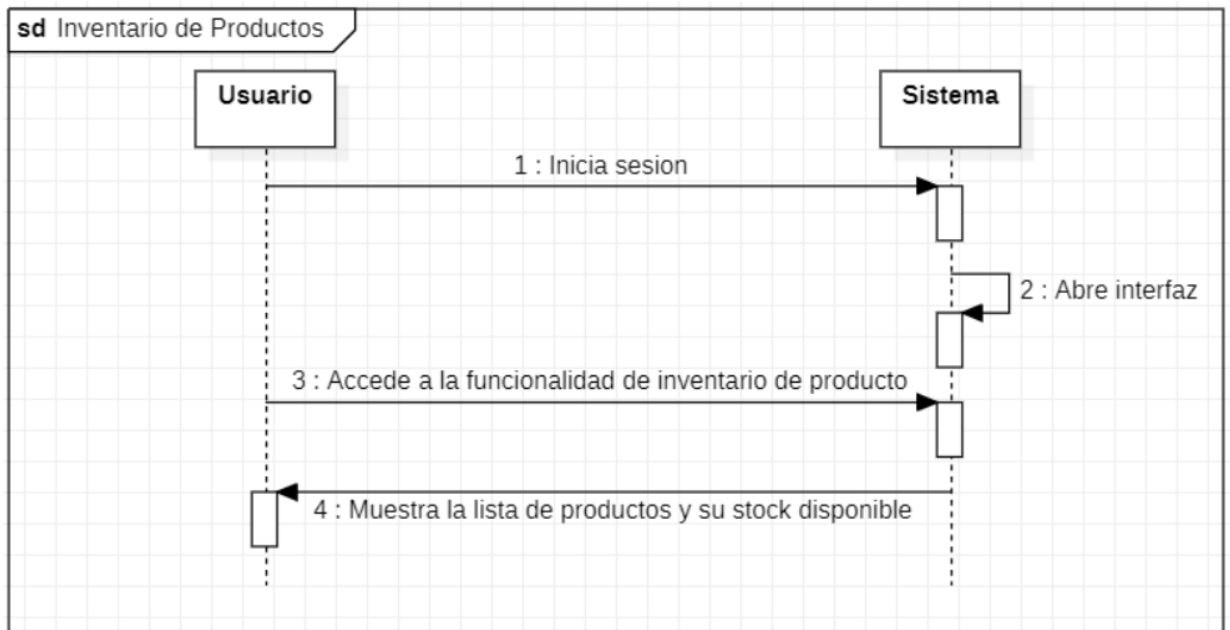 sd Inventario de Productos
Usuario
Sistema
1 : Inicia sesion
2 : Abre interfaz
3 : Accede a la funcionalidad de inventario de producto
4 : Muestra la lista de productos y su stock disponible